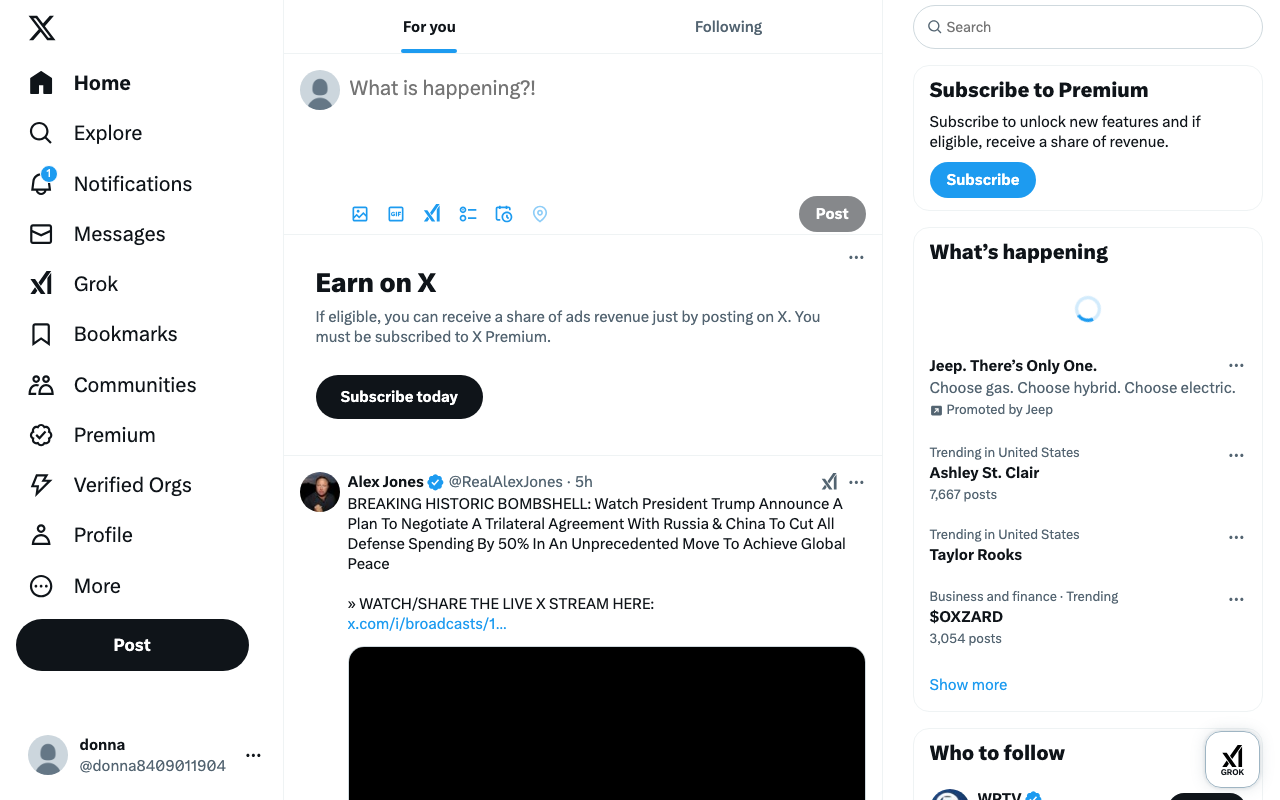 Home
Explore
1
Notifications
Messages
Grok
Bookmarks
Communities
Premium
Verified Orgs
Profile
More
Post
donna
@donna8409011904
For you
Following
What is happening?!
GIF
Post
Earn on X
If eligible, you can receive a share of ads revenue just by posting on X. You
must be subscribed to X Premium.
Subscribe today
Alex Jones @RealAlexJones · 5h
BREAKING HISTORIC BOMBSHELL: Watch President Trump Announce A
Plan To Negotiate A Trilateral Agreement With Russia & China To Cut All
Defense Spending By 50% In An Unprecedented Move To Achieve Global
Peace
» WATCH/SHARE THE LIVE X STREAM HERE:
x.com/i/broadcasts/1…
Search
Subscribe to Premium
Subscribe to unlock new features and if
eligible, receive a share of revenue.
Subscribe
What’s happening
Jeep. There’s Only One.
Choose gas. Choose hybrid. Choose electric.
Promoted by Jeep
Trending in United States
Ashley St. Clair
7,667 posts
Trending in United States
Taylor Rooks
Business and finance · Trending
$OXZARD
3,054 posts
Show more
Who to follow
WPTV
GROK